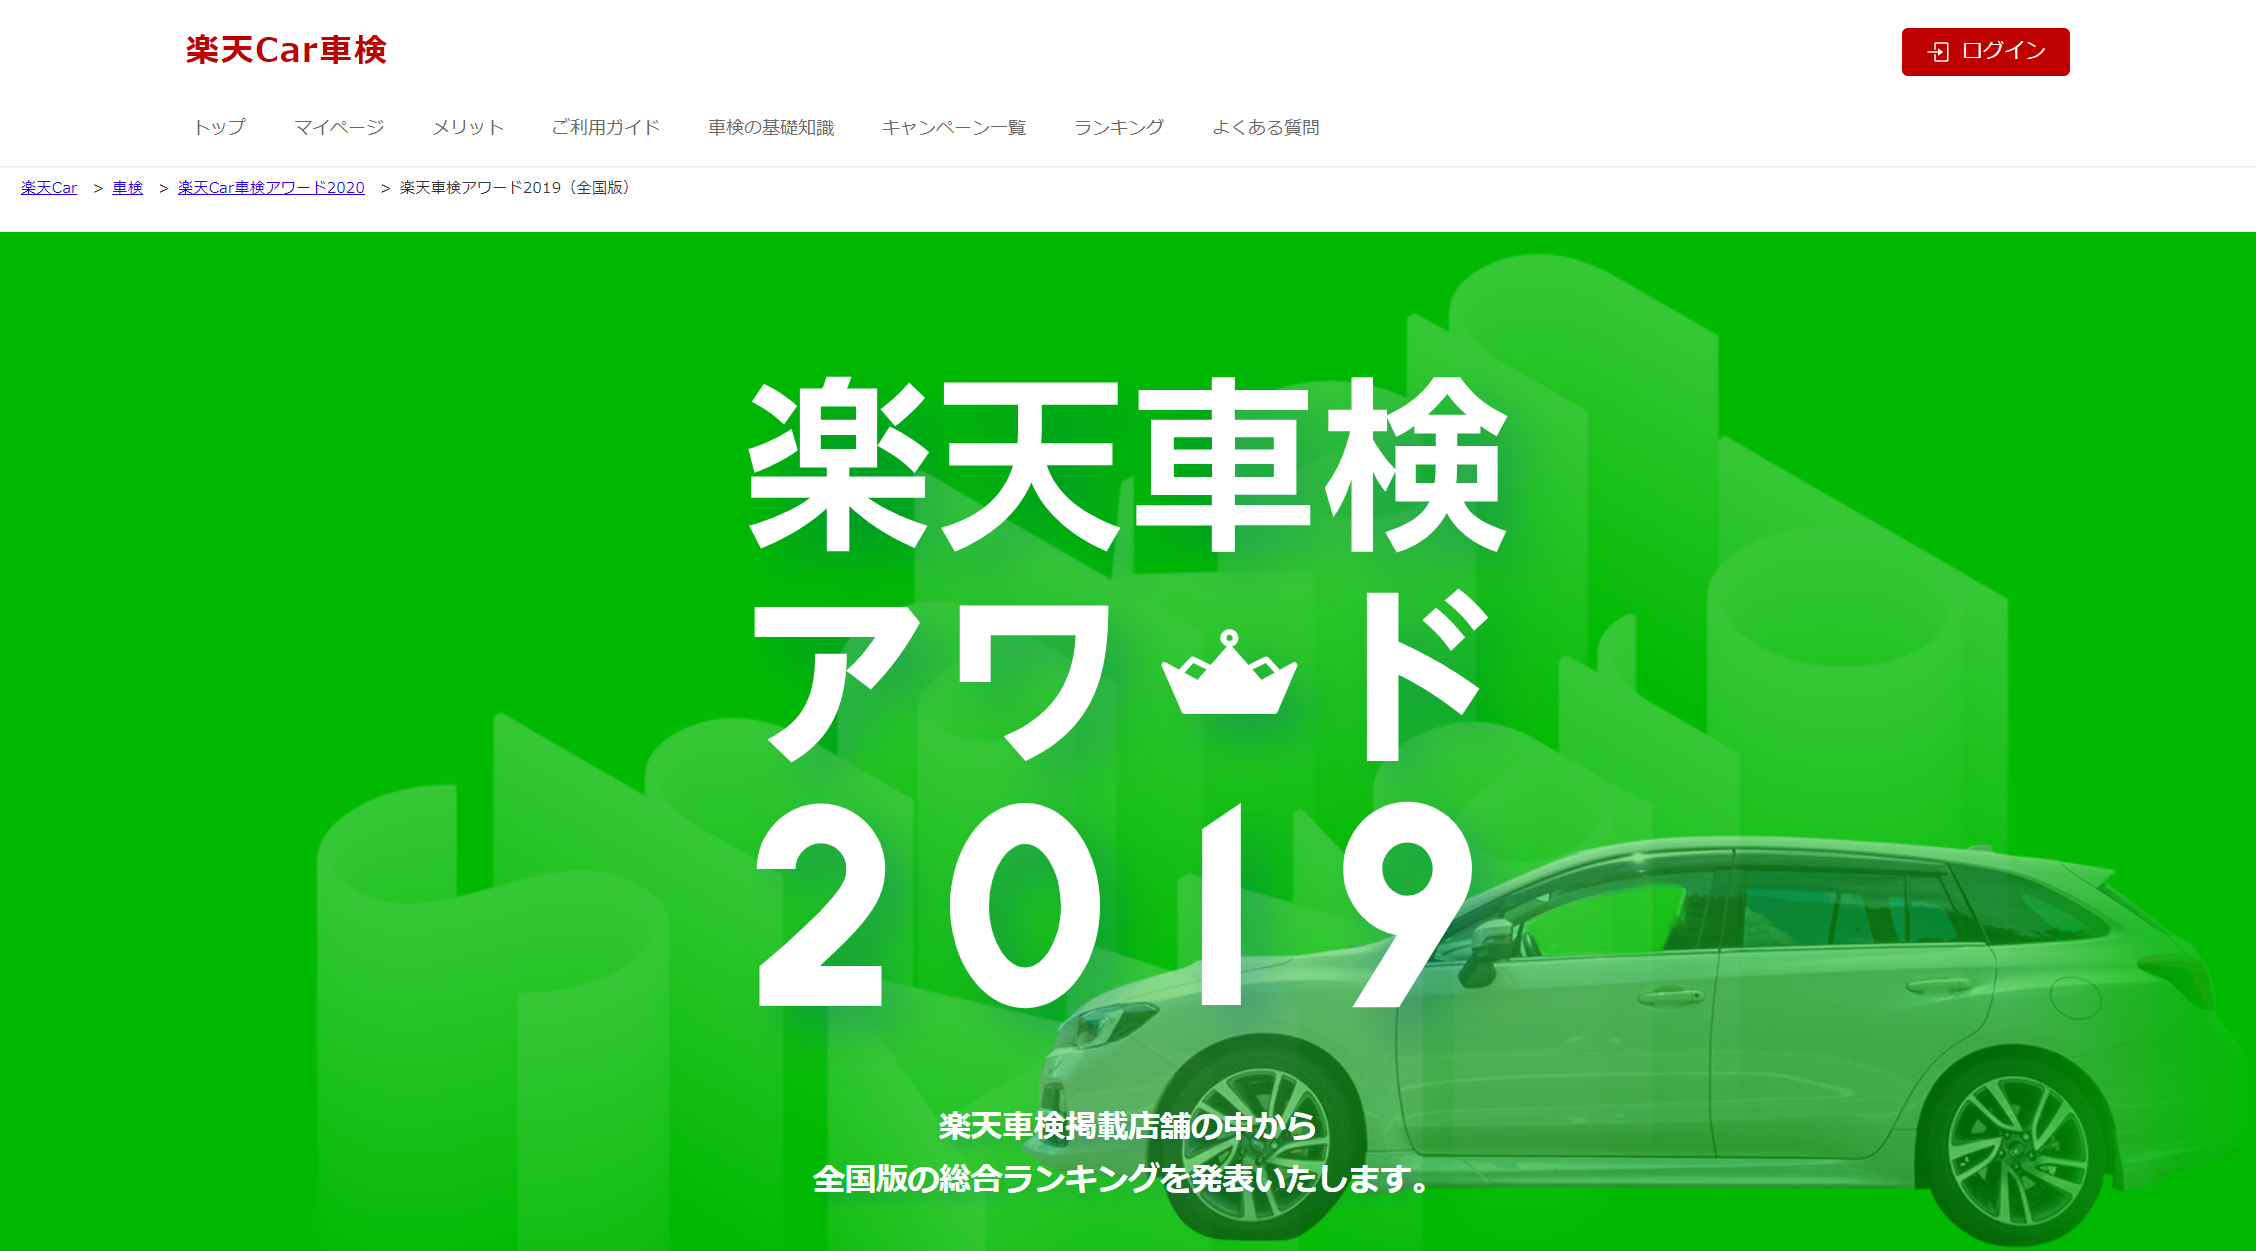 楽天Car車検
ログイン
トップ マイページ メリット ご利用ガイド 車検の基礎知識 キャンペーン一覧 ランキング よくある質問
楽天Car > 車検 > 楽天Car車検アワード2020 > 楽天車検アワード2019（全国版）
楽天車検
アワード
2019
楽天車検掲載店舗の中から
全国版の総合ランキングを発表いたします。